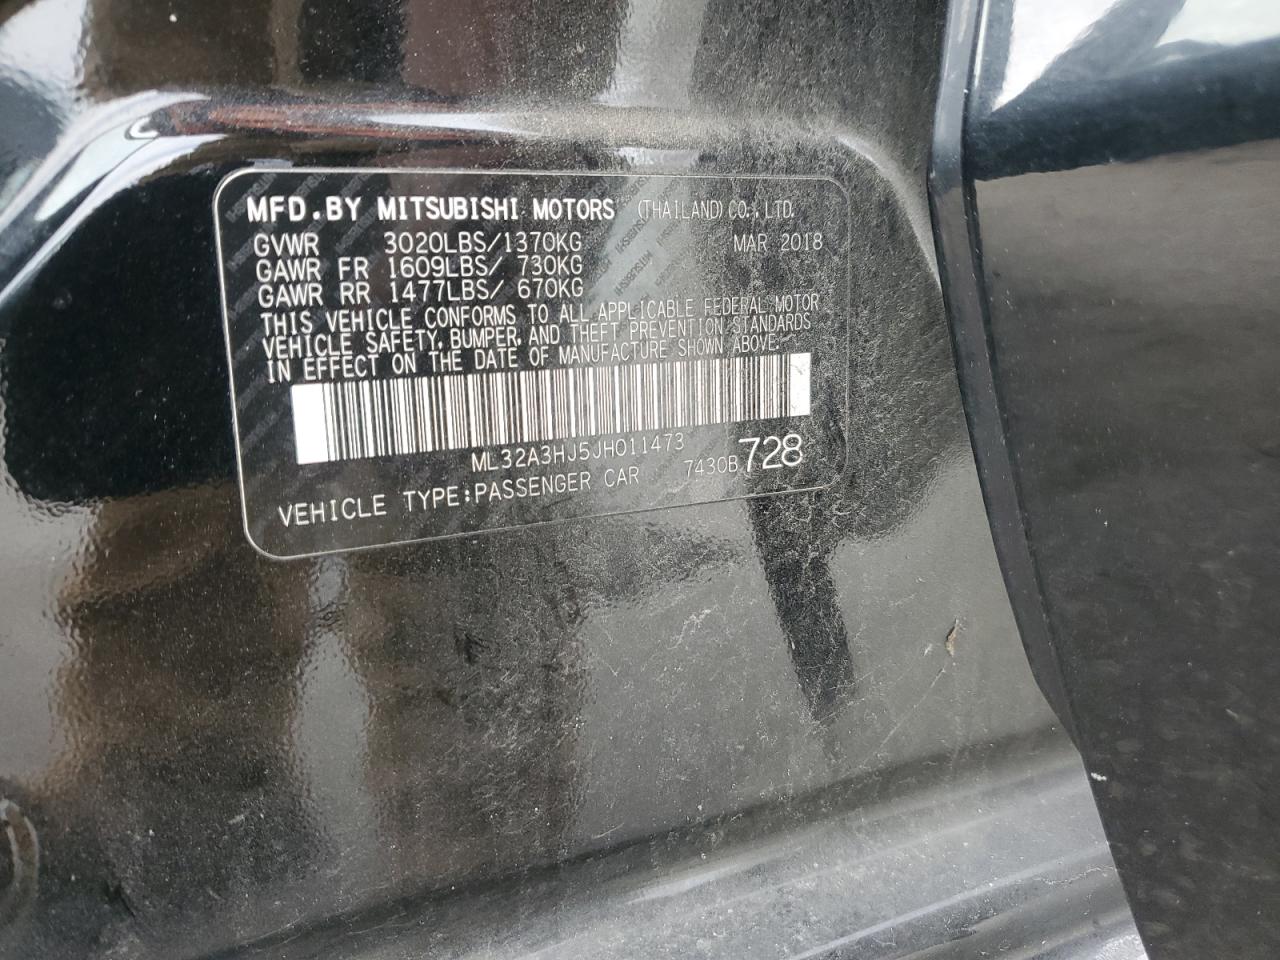 MFD.BY MITSUBISHI MOTORS (THAILAND) CO., LTD.
GVWR 3020LBS/1370KG MAR 2018
GAWR FR 1609LBS/ 730KG
GAWR RR 1477LBS/ 670KG
THIS VEHICLE CONFORMS TO ALL APPLICABLE FEDERAL MOTOR
VEHICLE SAFETY, BUMPER, AND THEFT PREVENTION STANDARDS
IN EFFECT ON THE DATE OF MANUFACTURE SHOWN ABOVE.
ML32A3HJ5JH011473
VEHICLE TYPE:PASSENGER CAR 7430B 728